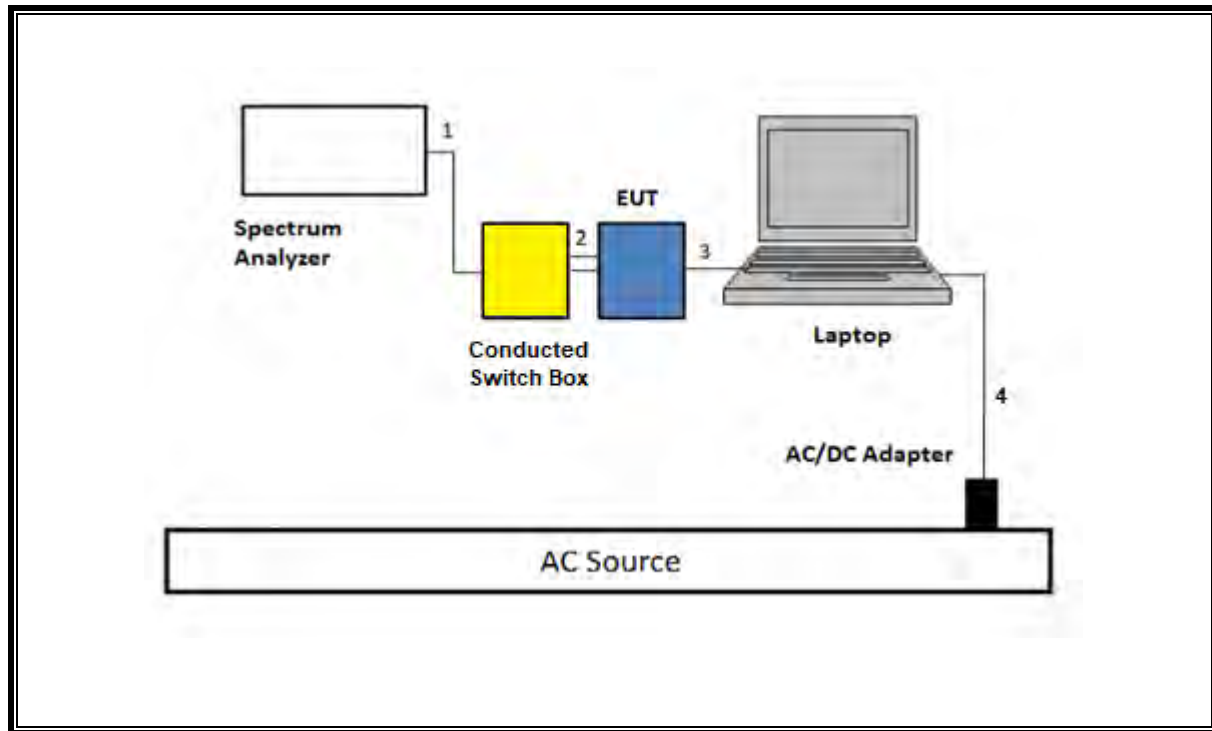 1
Spectrum
Analyzer
2
EUT
3
Conducted
Switch Box
Laptop
4
AC/DC Adapter
AC Source